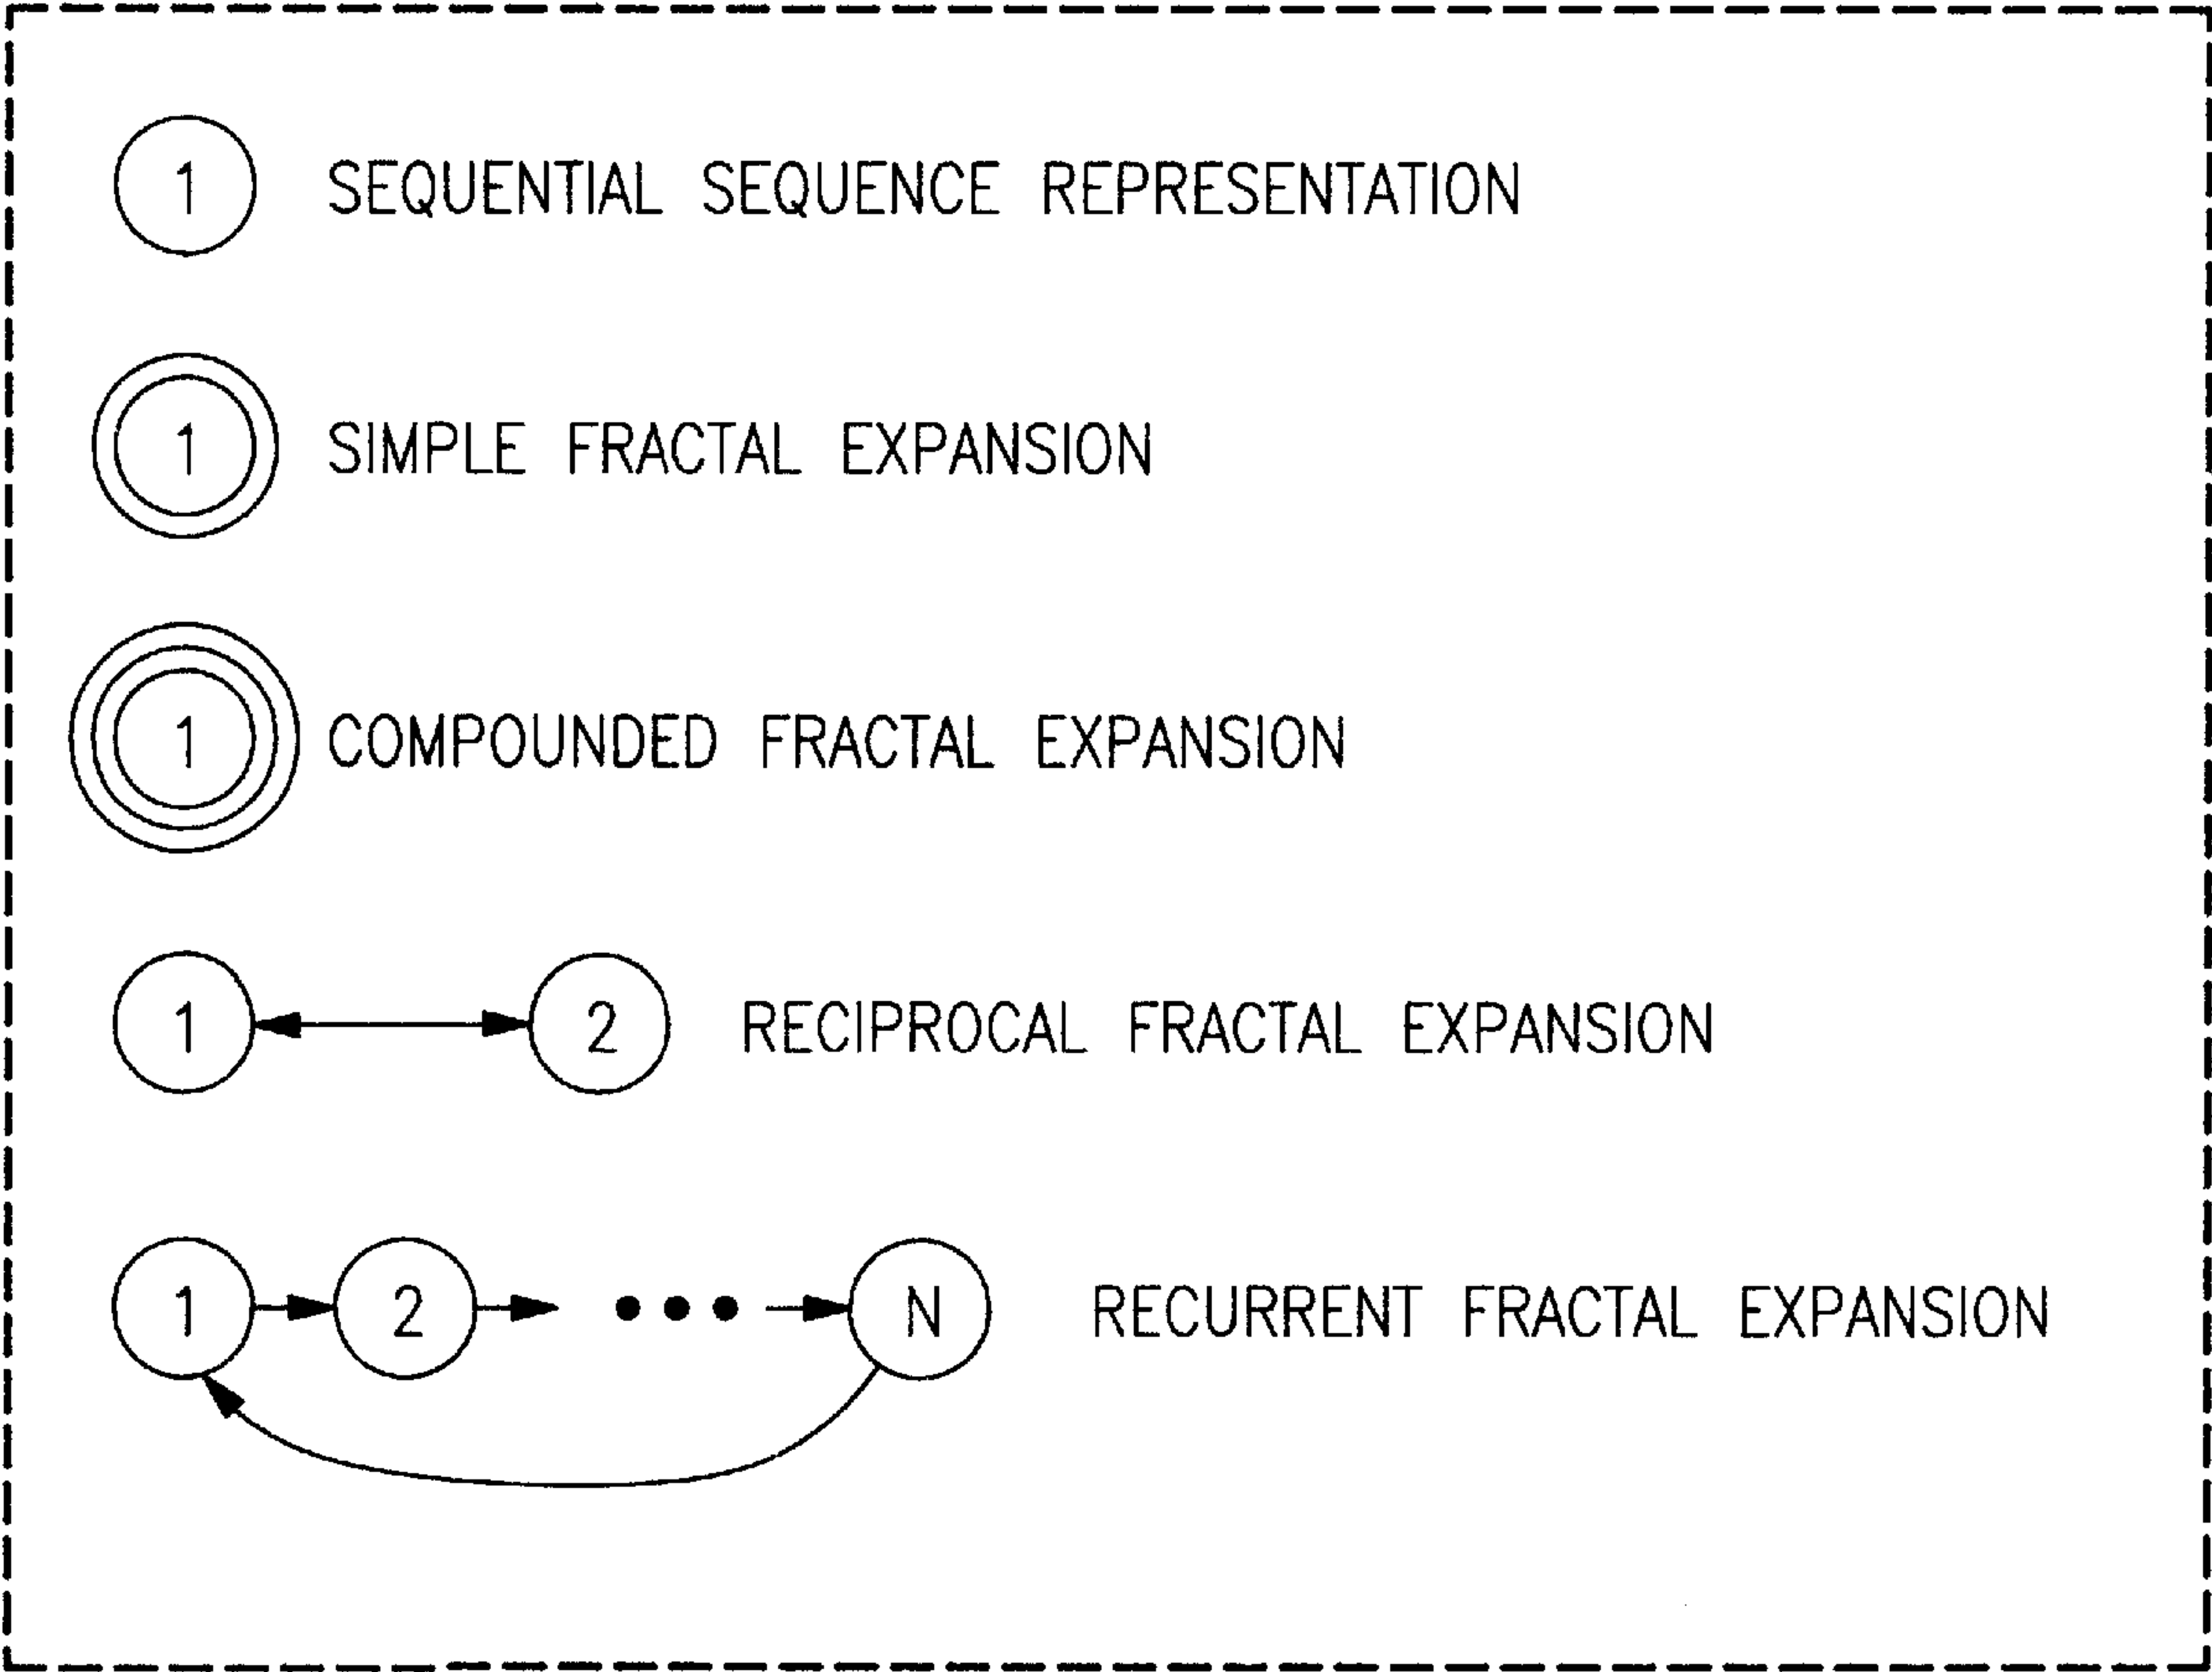 1 SEQUENTIAL SEQUENCE REPRESENTATION
1 SIMPLE FRACTAL EXPANSION
1 COMPOUNDED FRACTAL EXPANSION
1 2 RECIPROCAL FRACTAL EXPANSION
1 2 ••• N RECURRENT FRACTAL EXPANSION